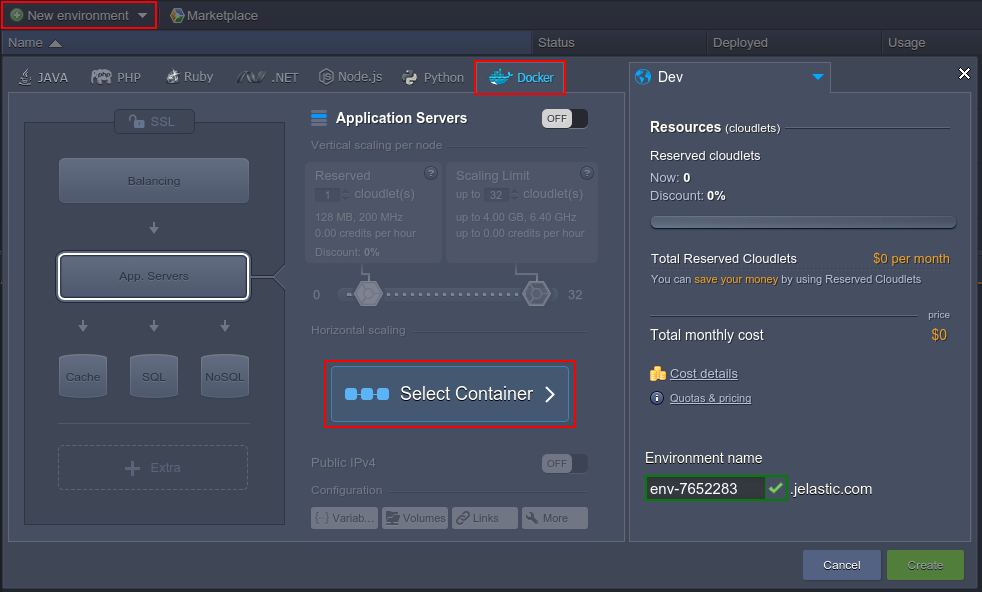 New environment
Marketplace
Name
Status
Deployed
Usage
JAVA
PHP
Ruby
.NET
Node.js
Python
Docker
Dev
SSL
Balancing
App. Servers
Cache
SQL
NoSQL
Extra
Application Servers
OFF
Vertical scaling per node
Reserved
?
1 cloudlet(s)
128 MB, 200 MHz
0.00 credits per hour
Discount: 0%
Scaling Limit
?
up to 32 cloudlet(s)
up to 4.00 GB, 6.40 GHz
up to 0.00 credits per hour
0
32
Horizontal scaling
Select Container
Public IPv4
OFF
Configuration
Variab...
Volumes
Links
More
Resources (cloudlets)
Reserved cloudlets
Now: 0
Discount: 0%
Total Reserved Cloudlets $0 per month
You can save your money by using Reserved Cloudlets
price
Total monthly cost $0
Cost details
Quotas & pricing
Environment name
env-7652283 .jelastic.com
Cancel
Create